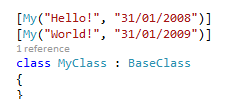 [My("Hello!", "31/01/2008")]
[My("World!", "31/01/2009")]
1 reference
class MyClass : BaseClass
{
}